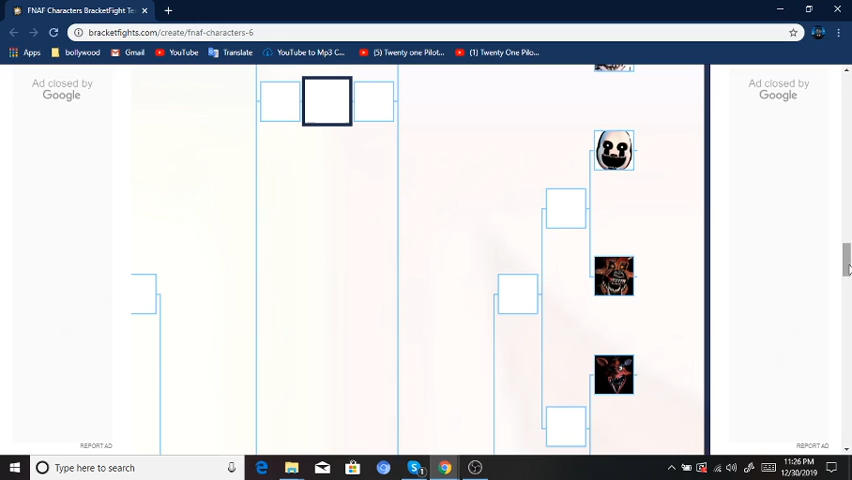 FNAF Characters BracketFight Te
bracketfights.com/create/fnaf-characters-6
Apps
bollywood
Gmail
YouTube
Translate
YouTube to Mp3 C...
(5) Twenty one Pilot...
(1) Twenty One Pilot...
Ad closed by
Google
Ad closed by
Google
REPORT AD
REPORT AD
Type here to search
11:26 PM
12/30/2019